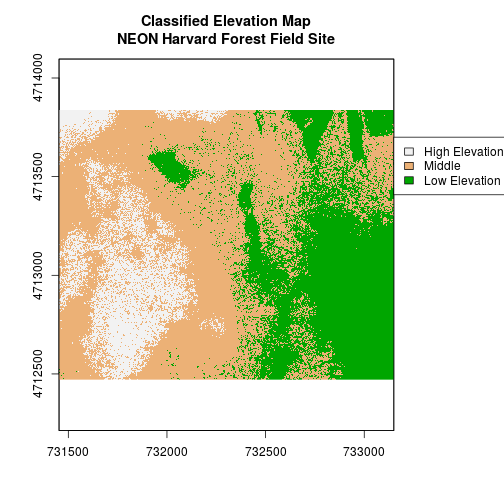 Classified Elevation Map
NEON Harvard Forest Field Site
4714000
4713500
4713000
4712500
731500
732000
732500
733000
High Elevation
Middle
Low Elevation